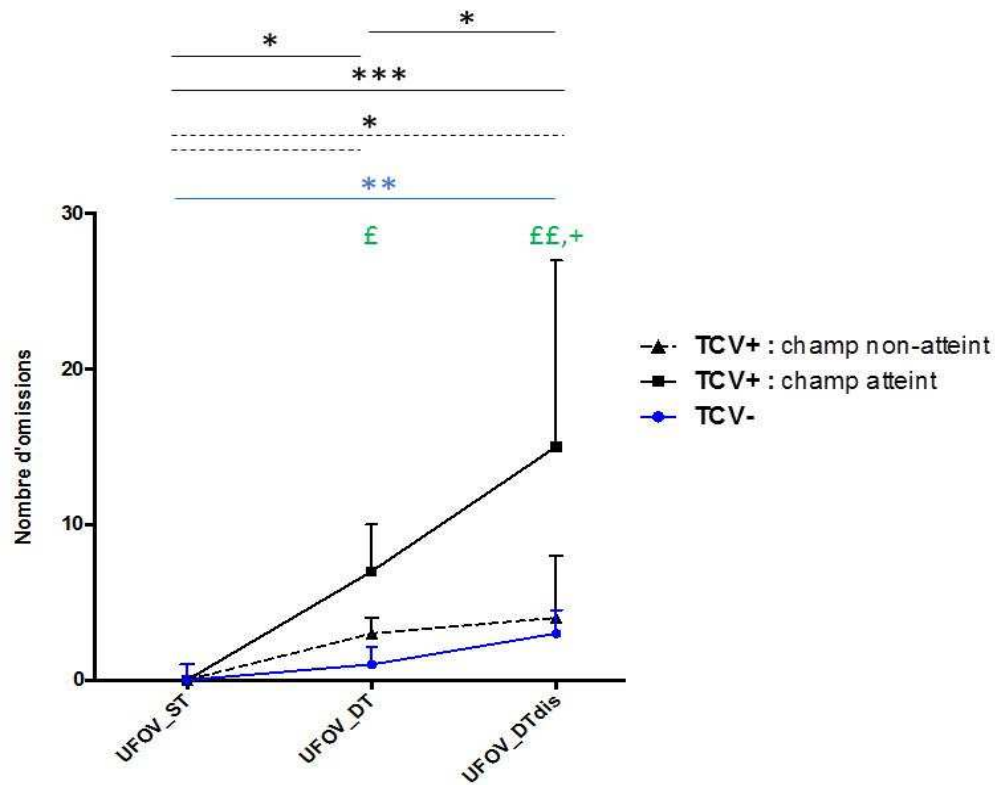 *
*
***
*
**
30
£
££,+
20
10
0
Nombre d'omissions
UFOV_ST
UFOV_DT
UFOV_DTdis
TCV+ : champ non-atteint
TCV+ : champ atteint
TCV-